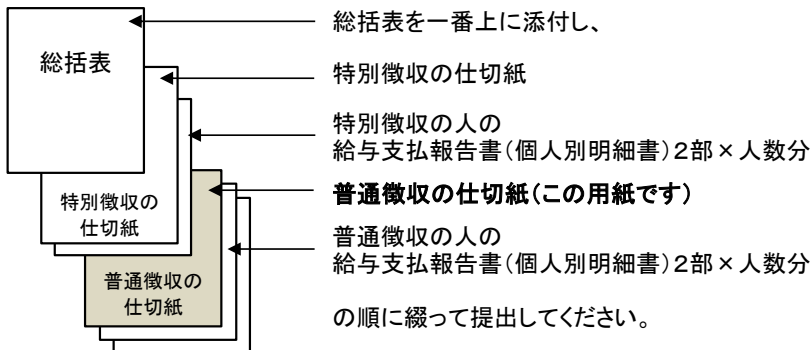 総括表
特別徴収の
仕切紙
普通徴収の
仕切紙
総括表を一番上に添付し、
特別徴収の仕切紙
特別徴収の人の
給与支払報告書(個人別明細書)2部×人数分
普通徴収の仕切紙(この用紙です)
普通徴収の人の
給与支払報告書(個人別明細書)2部×人数分
の順に綴って提出してください。